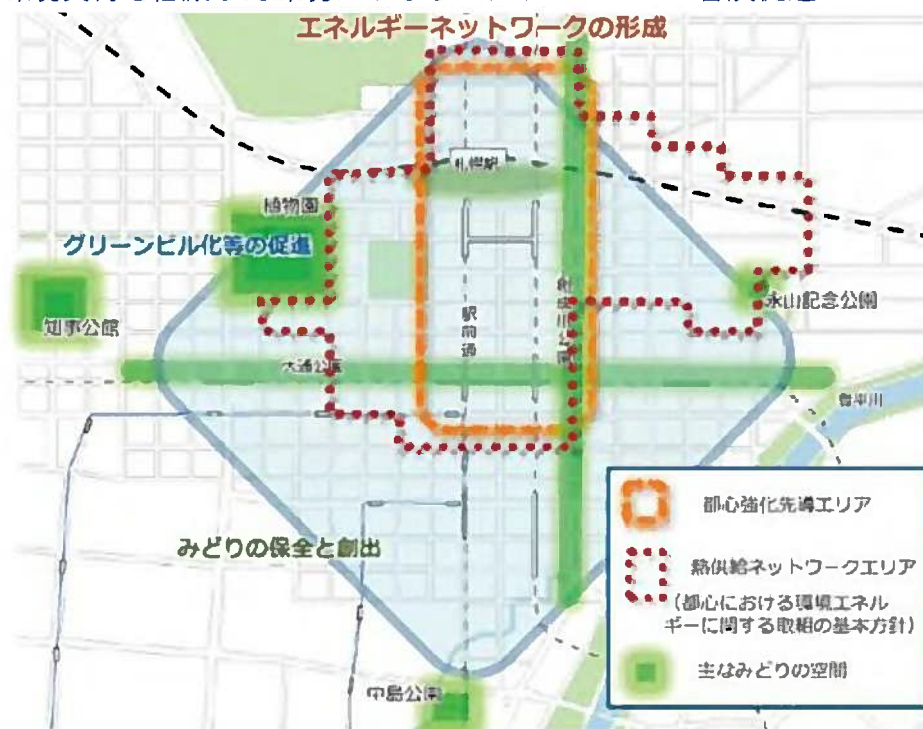 エネルギーネットワークの形成
札幌駅
植物園
グリーンビル化等の促進
永山記念公園
知事公館
駅前通
創成川公園
大通公園
豊平川
都心強化先導エリア
みどりの保全と創出
熱供給ネットワークエリア
（都心における環境エネル
ギーに関する取組の基本方針）
主なみどりの空間
中島公園